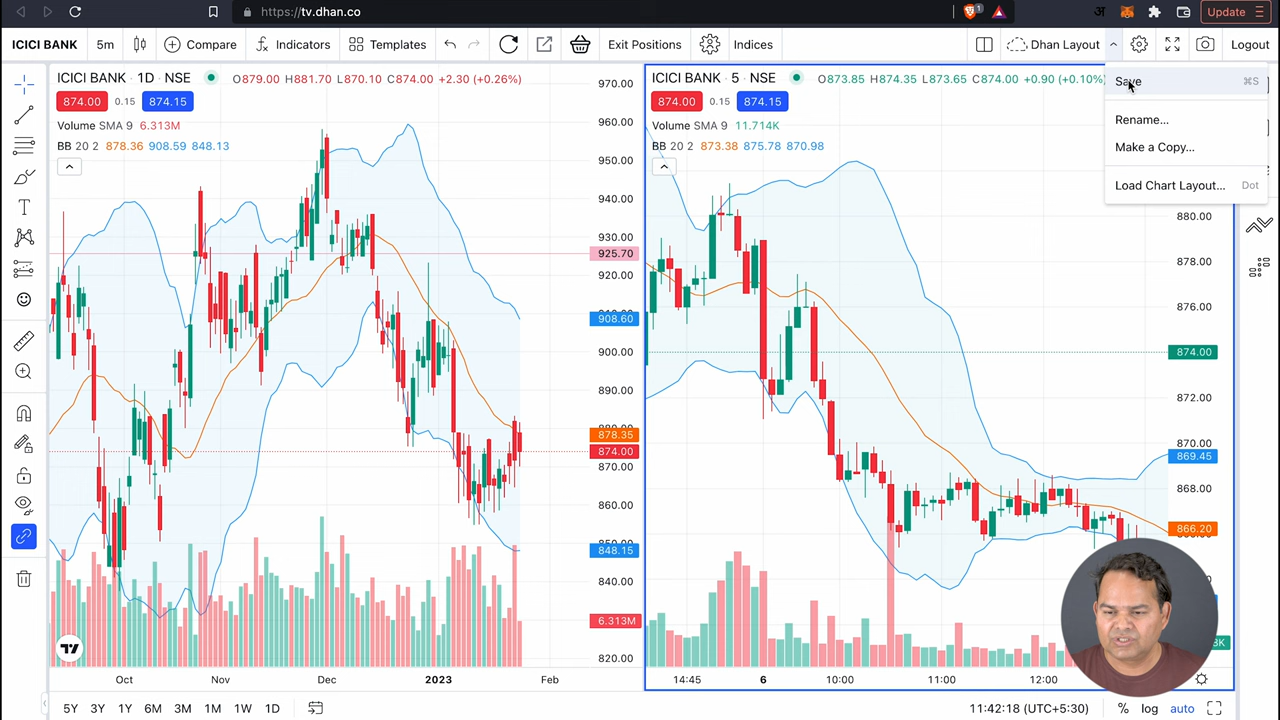 https://tv.dhan.co
1
अ
Update
ICICI BANK 5m Compare Indicators Templates Exit Positions Indices Dhan Layout Logout
ICICI BANK · 1D · NSE O879.00 H881.70 L870.10 C874.00 +2.30 (+0.26%)
874.00 0.15 874.15
Volume SMA 9 6.313M
BB 20 2 878.36 908.59 848.13
970.00
960.00
950.00
940.00
930.00
925.70
920.00
908.60
900.00
890.00
878.35
874.00
870.00
860.00
848.15
840.00
6.313M
820.00
Oct Nov Dec 2023 Feb
ICICI BANK · 5 · NSE O873.85 H874.35 L873.65 C874.00 +0.90 (+0.10%)
874.00 0.15 874.15
Volume SMA 9 11.714K
BB 20 2 873.38 875.78 870.98
Save ⌘S
Rename...
Make a Copy...
Load Chart Layout... Dot
880.00
878.00
876.00
874.00
872.00
870.00
869.45
868.00
866.20
14:45 6 10:00 11:00 12:00
5Y 3Y 1Y 6M 3M 1M 1W 1D
11:42:18 (UTC+5:30) % log auto